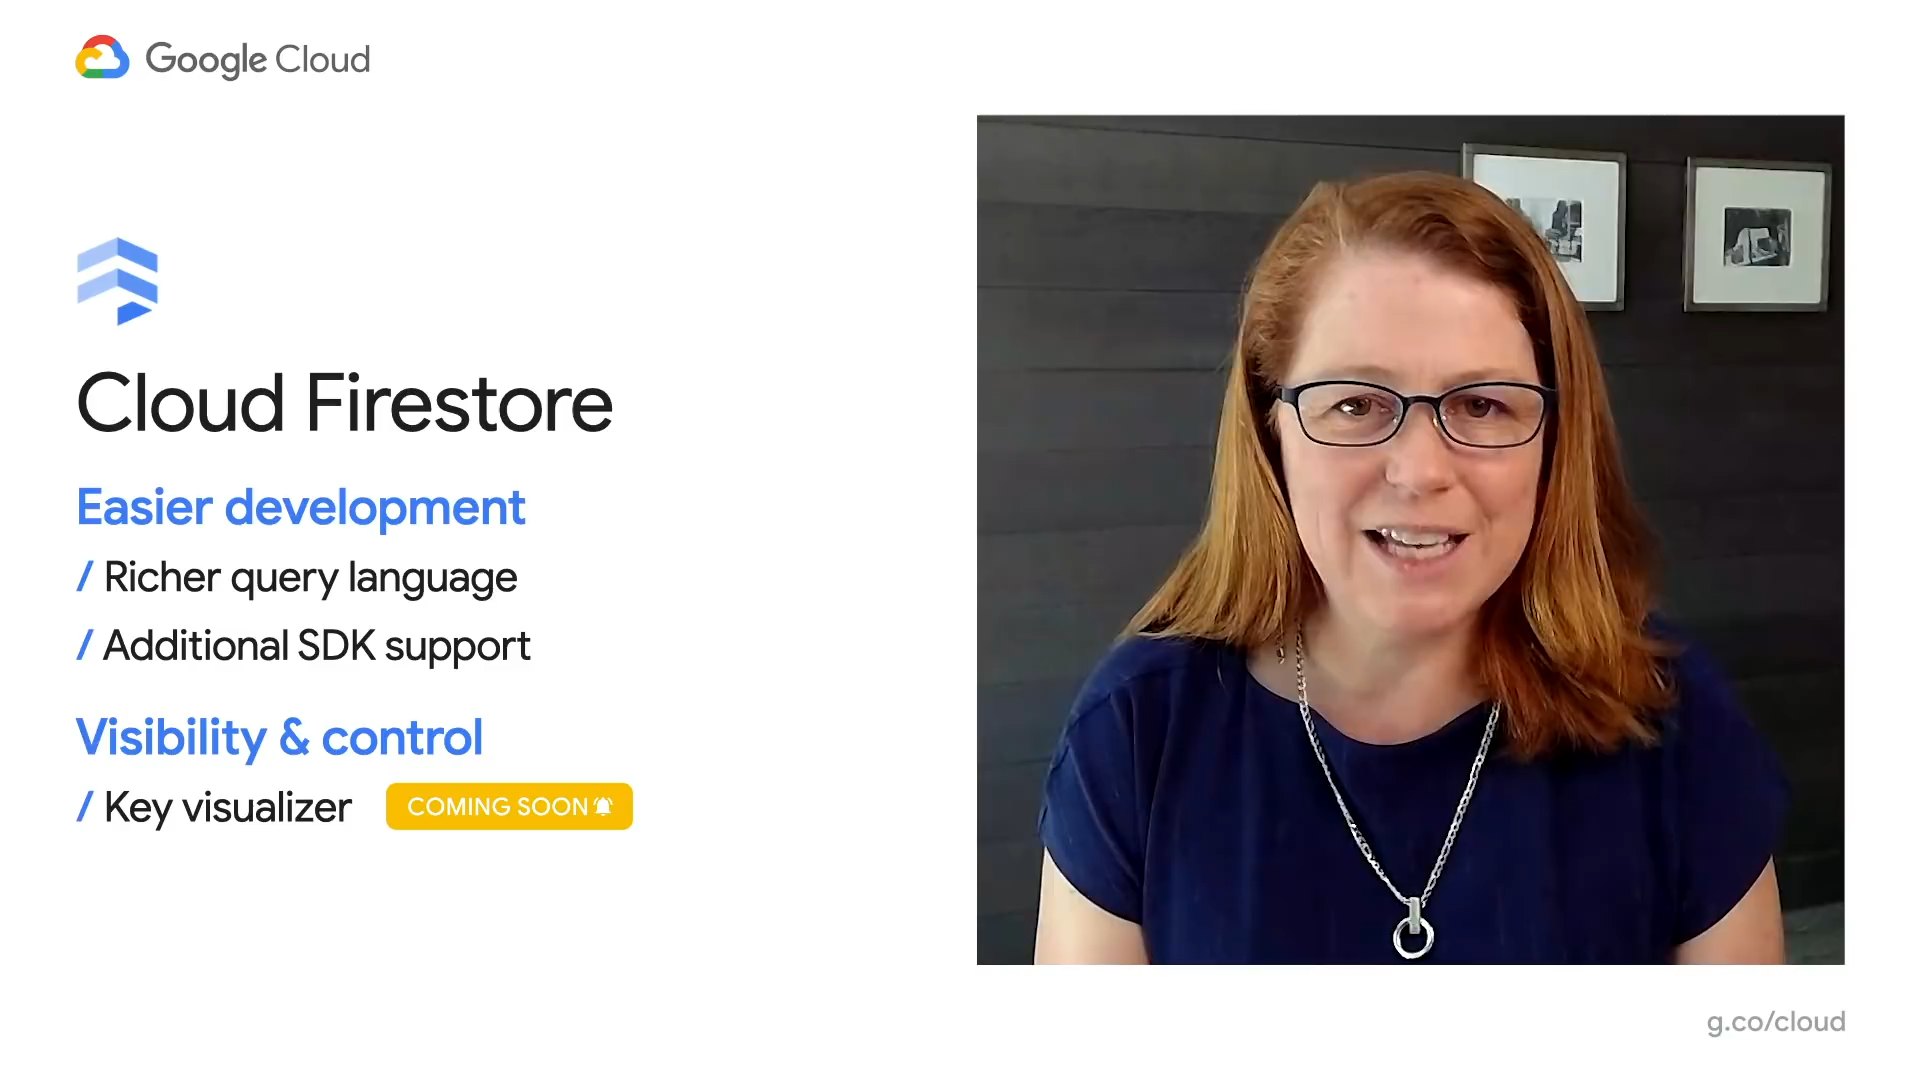 Google Cloud
Cloud Firestore
Easier development
/ Richer query language
/ Additional SDK support
Visibility & control
/ Key visualizer COMING SOON
g.co/cloud